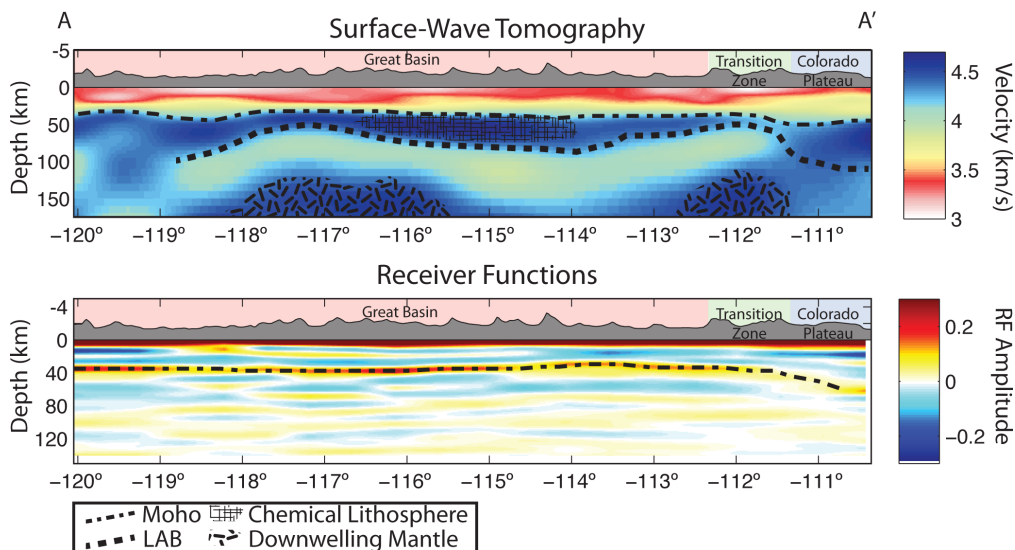 A
Surface-Wave Tomography
A'
-5
Great Basin
Transition
Zone
Colorado
Plateau
0
50
100
150
Depth (km)
−120° −119° −118° −117° −116° −115° −114° −113° −112° −111°
4.5
4
3.5
3
Velocity (km/s)
Receiver Functions
-4
Great Basin
Transition
Zone
Colorado
Plateau
0
40
80
120
Depth (km)
−120° −119° −118° −117° −116° −115° −114° −113° −112° −111°
0.2
0
−0.2
RF Amplitude
Moho Chemical Lithosphere
LAB Downwelling Mantle